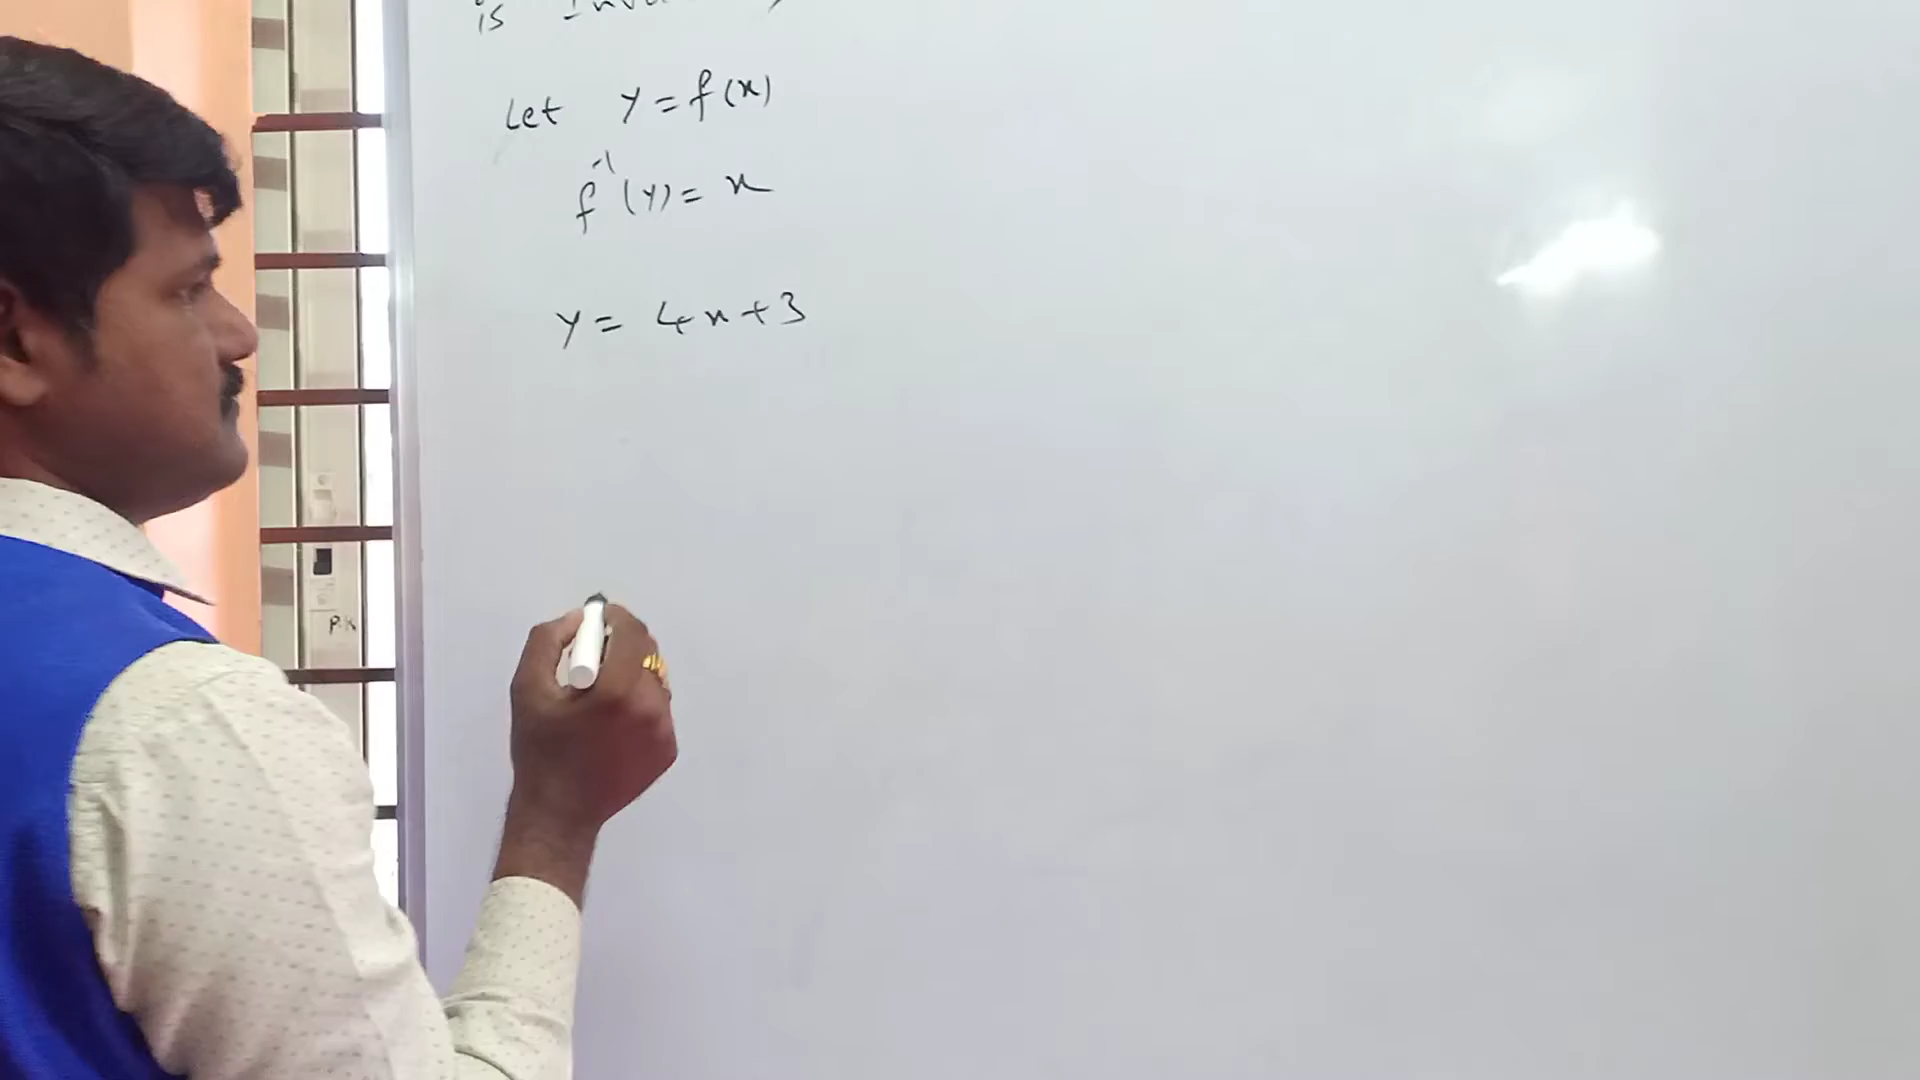 is
Let y = f(x)
f⁻¹(y) = x
y = 4x+3
P.K